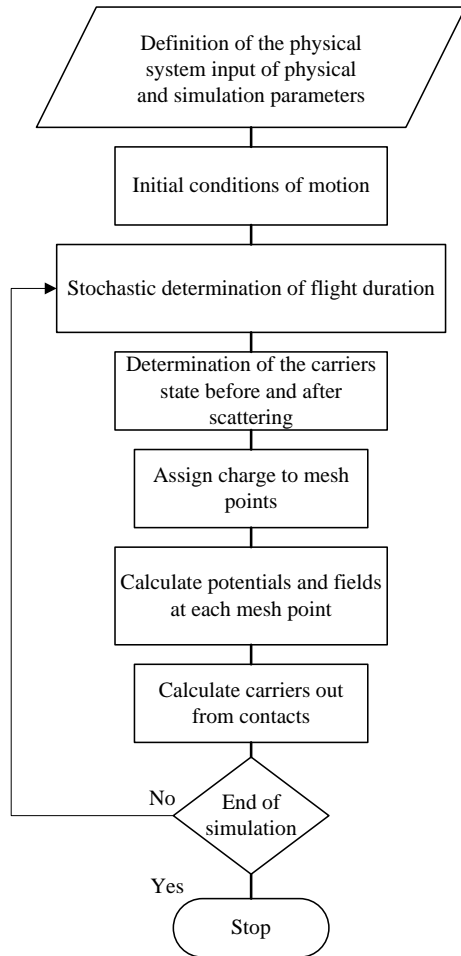 Definition of the physical
system input of physical
and simulation parameters
Initial conditions of motion
Stochastic determination of flight duration
Determination of the carriers
state before and after
scattering
Assign charge to mesh
points
Calculate potentials and fields
at each mesh point
Calculate carriers out
from contacts
No
End of
simulation
Yes
Stop